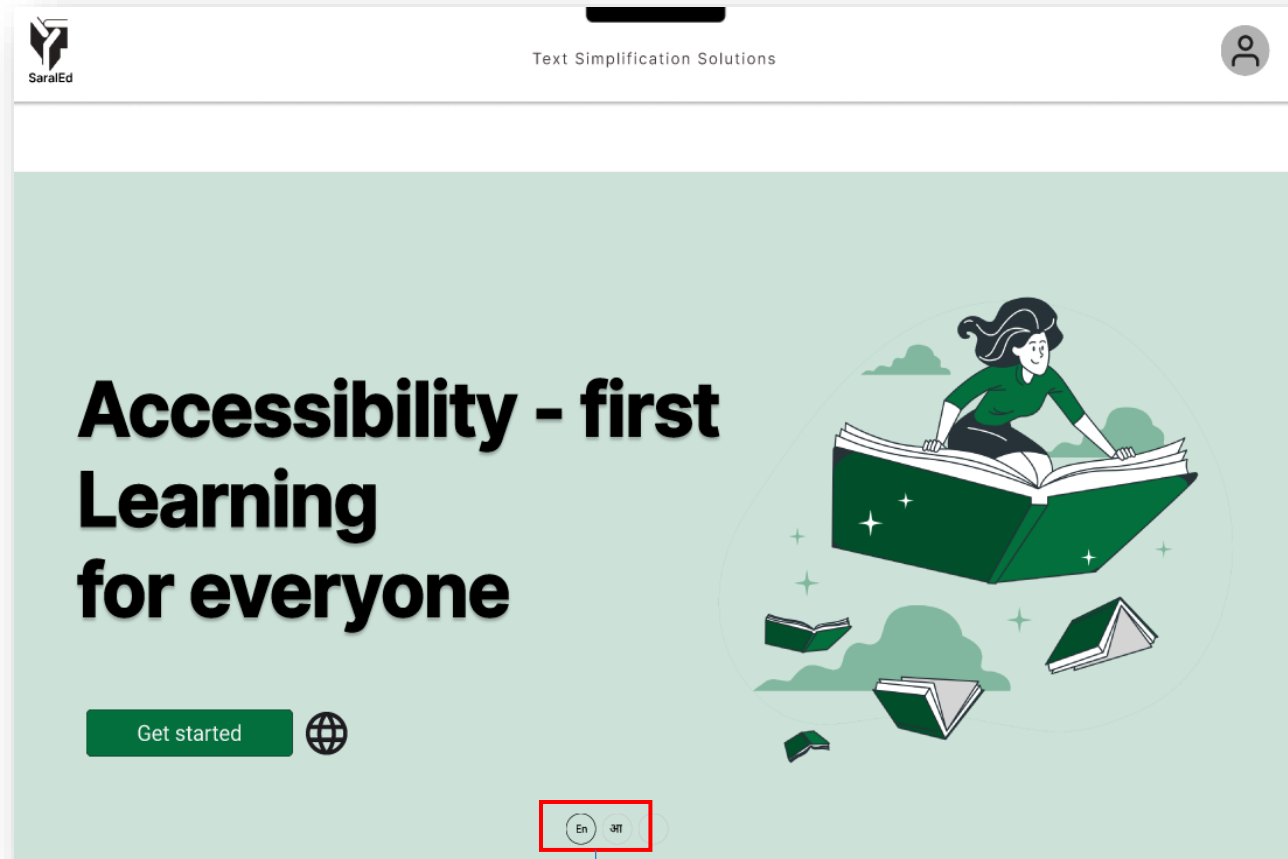 SaralEd
Text Simplification Solutions
Accessibility - first
Learning
for everyone
Get started
En
आ